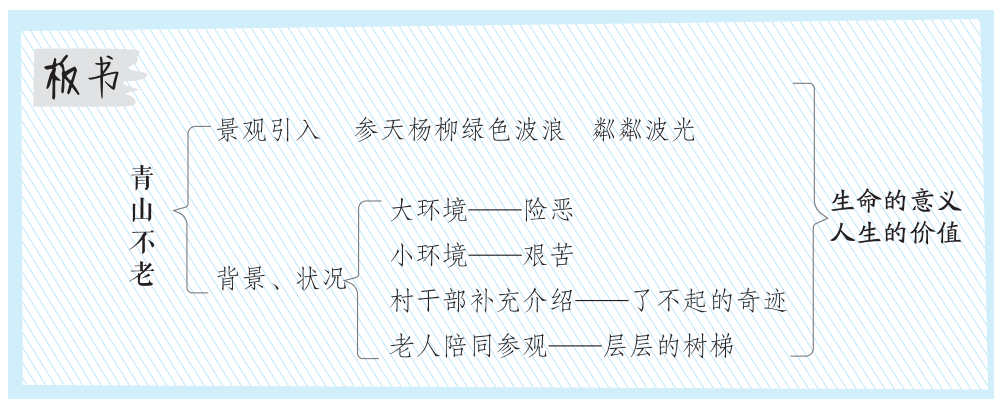 板书
青山不老
景观引入 参天杨柳绿色波浪 粼粼波光
背景、状况
大环境——险恶
小环境——艰苦
村干部补充介绍——了不起的奇迹
老人陪同参观——层层的树梯
生命的意义
人生的价值